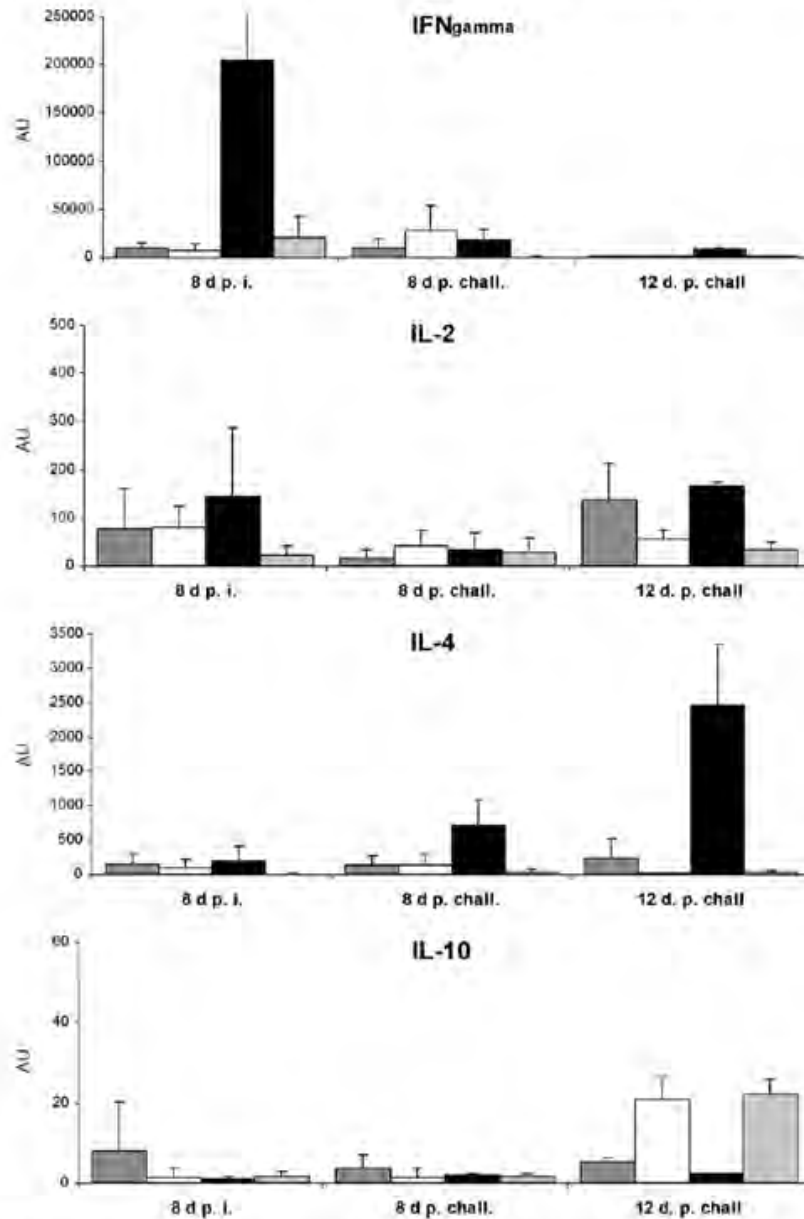 IFNgamma
250000
200000
150000
AU
100000
50000
0
8 d p. i.
8 d p. chall.
12 d. p. chall
IL-2
500
400
300
AU
200
100
0
8 d p. i.
8 d p. chall.
12 d. p. chall
IL-4
3500
3000
2500
2000
AU
1500
1000
500
0
8 d p. i.
8 d p. chall.
12 d. p. chall
IL-10
60
40
AU
20
0
8 d p. i.
8 d p. chall.
12 d. p. chall